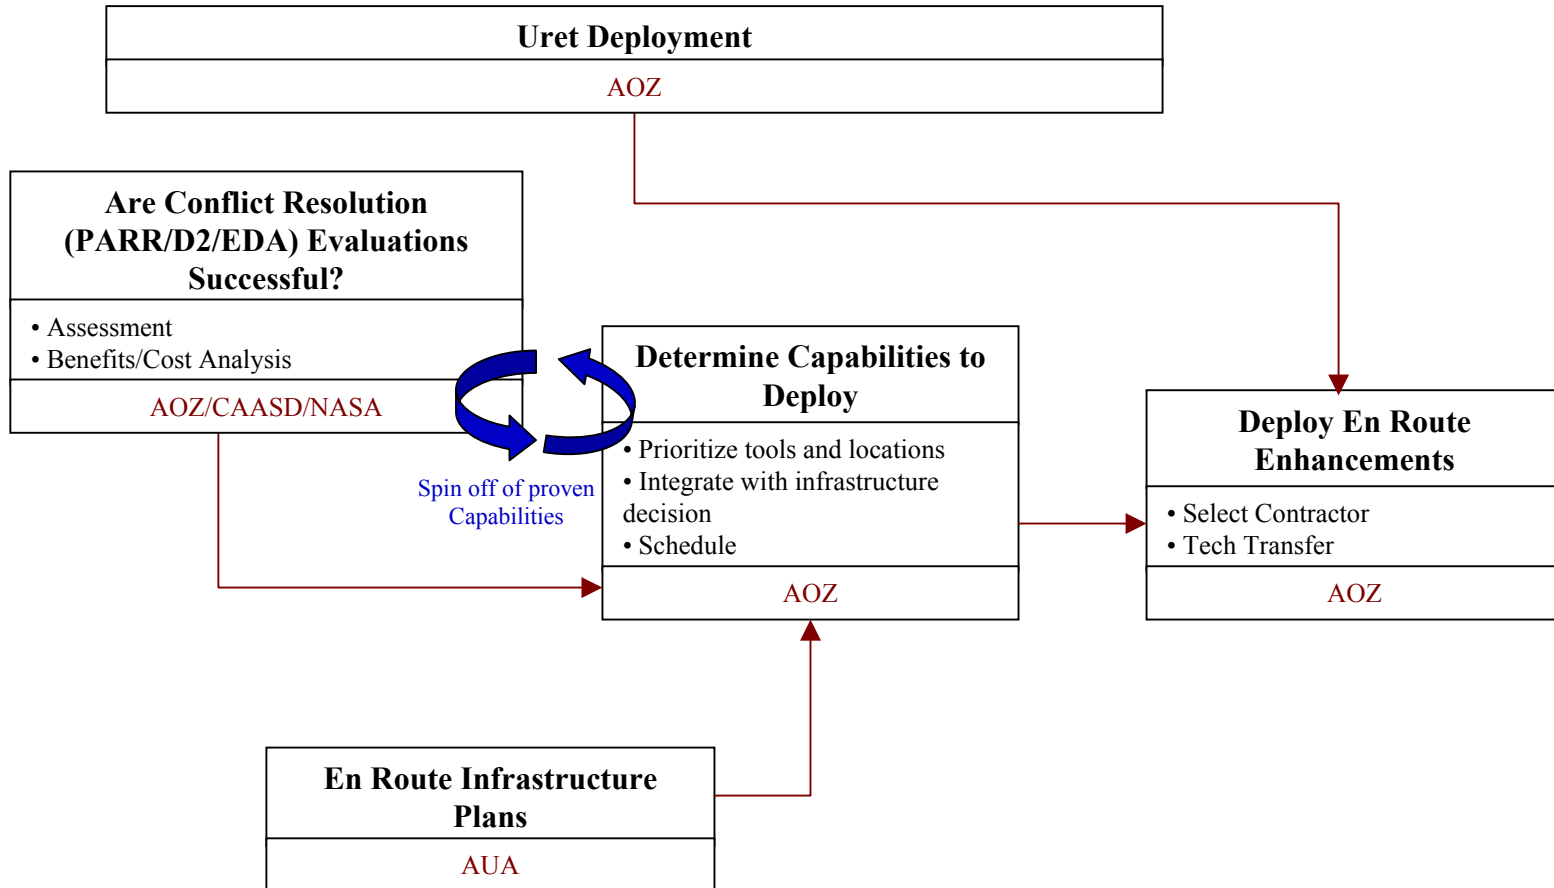 Uret Deployment
AOZ
Are Conflict Resolution
(PARR/D2/EDA) Evaluations
Successful?
• Assessment
• Benefits/Cost Analysis
AOZ/CAASD/NASA
Spin off of proven
Capabilities
Determine Capabilities to
Deploy
• Prioritize tools and locations
• Integrate with infrastructure
decision
• Schedule
AOZ
Deploy En Route
Enhancements
• Select Contractor
• Tech Transfer
AOZ
En Route Infrastructure
Plans
AUA